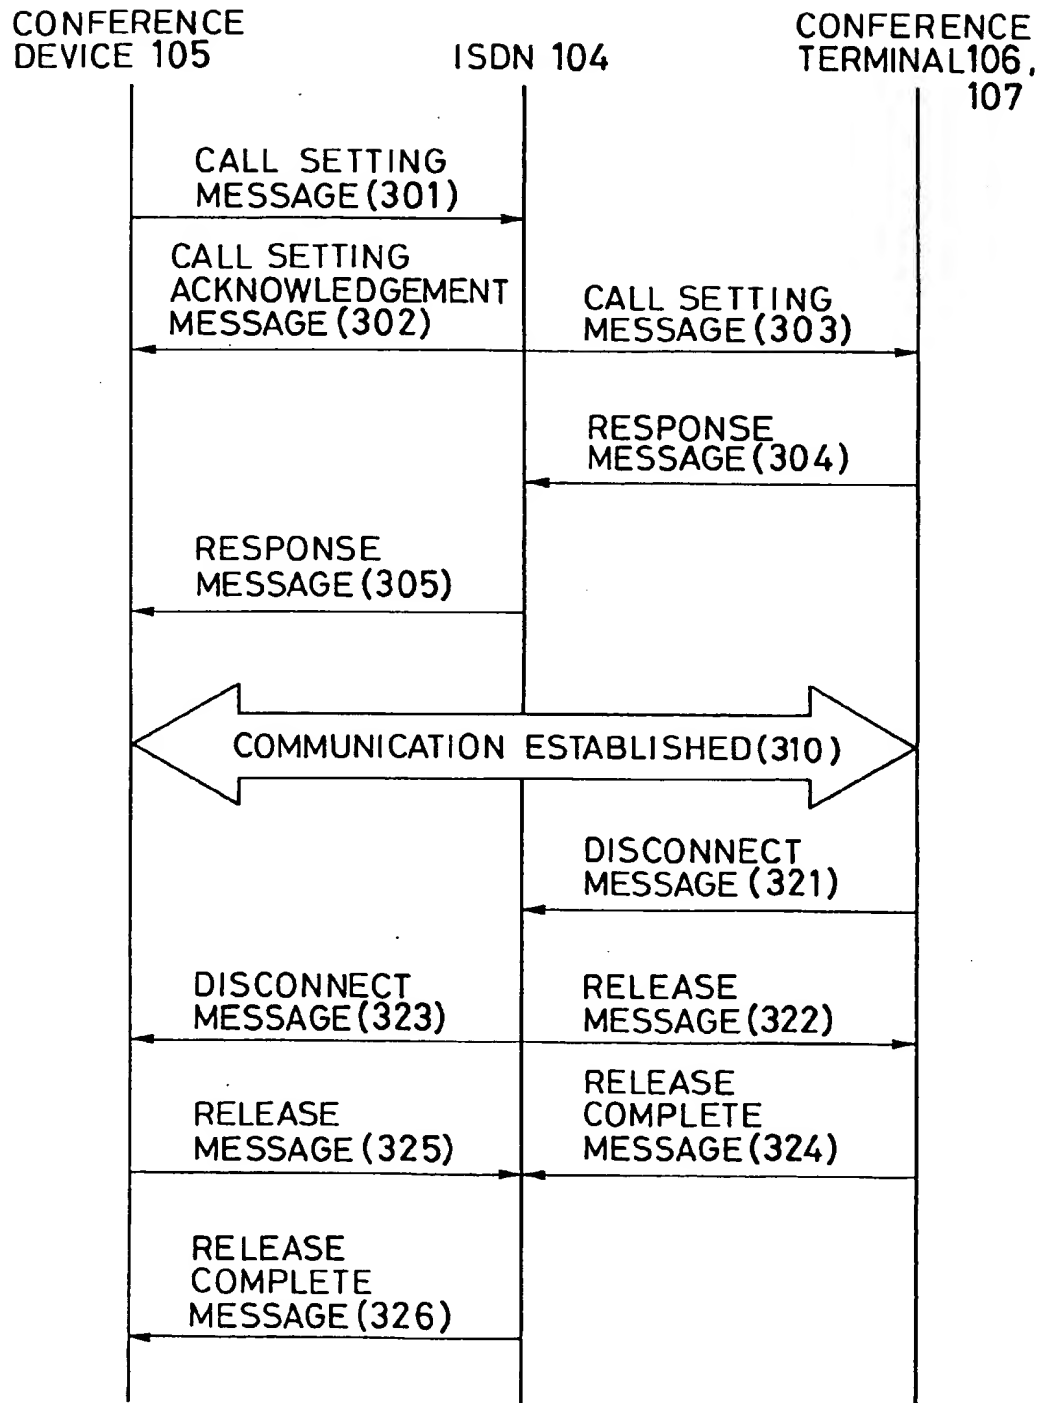 CONFERENCE
DEVICE 105
ISDN 104
CONFERENCE
TERMINAL 106,
107
CALL SETTING
MESSAGE (301)
CALL SETTING
ACKNOWLEDGEMENT
MESSAGE (302)
CALL SETTING
MESSAGE (303)
RESPONSE
MESSAGE (304)
RESPONSE
MESSAGE (305)
COMMUNICATION ESTABLISHED (310)
DISCONNECT
MESSAGE (321)
DISCONNECT
MESSAGE (323)
RELEASE
MESSAGE (322)
RELEASE
COMPLETE
MESSAGE (324)
RELEASE
MESSAGE (325)
RELEASE
COMPLETE
MESSAGE (326)